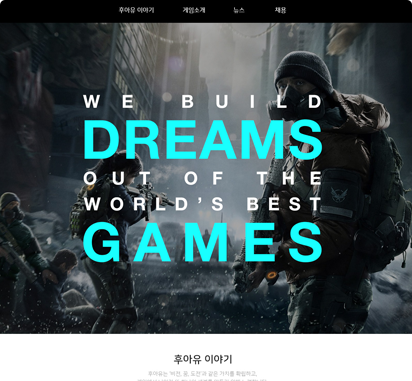 후아유 이야기 게임소개 뉴스 채용
WE BUILD
DREAMS
OUT OF THE
WORLD'S BEST
GAMES
후아유 이야기
후아유는 '비전, 꿈, 도전'과 같은 가치를 확립하고,